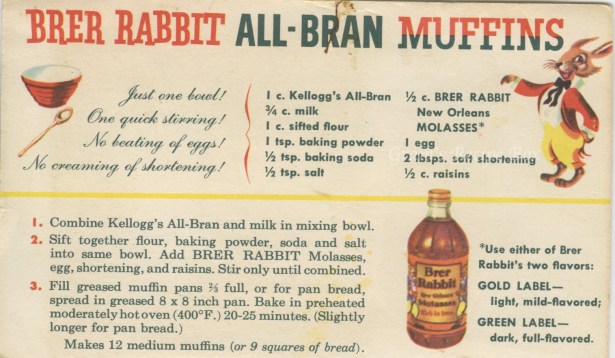 BRER RABBIT ALL-BRAN MUFFINS
Just one bowl!
One quick stirring!
No beating of eggs!
No creaming of shortening!
1 c. Kellogg's All-Bran
¾ c. milk
1 c. sifted flour
1 tsp. baking powder
½ tsp. baking soda
½ tsp. salt
½ c. BRER RABBIT
New Orleans
MOLASSES*
1 egg
2 tbsps. soft shortening
½ c. raisins
1. Combine Kellogg's All-Bran and milk in mixing bowl.
2. Sift together flour, baking powder, soda and salt
into same bowl. Add BRER RABBIT Molasses,
egg, shortening, and raisins. Stir only until combined.
3. Fill greased muffin pans ⅔ full, or for pan bread,
spread in greased 8 x 8 inch pan. Bake in preheated
moderately hot oven (400°F.) 20-25 minutes. (Slightly
longer for pan bread.)
Makes 12 medium muffins (or 9 squares of bread).
Brer
Rabbit
New Orleans
Molasses
*Use either of Brer
Rabbit's two flavors:
GOLD LABEL—
light, mild-flavored;
GREEN LABEL—
dark, full-flavored.